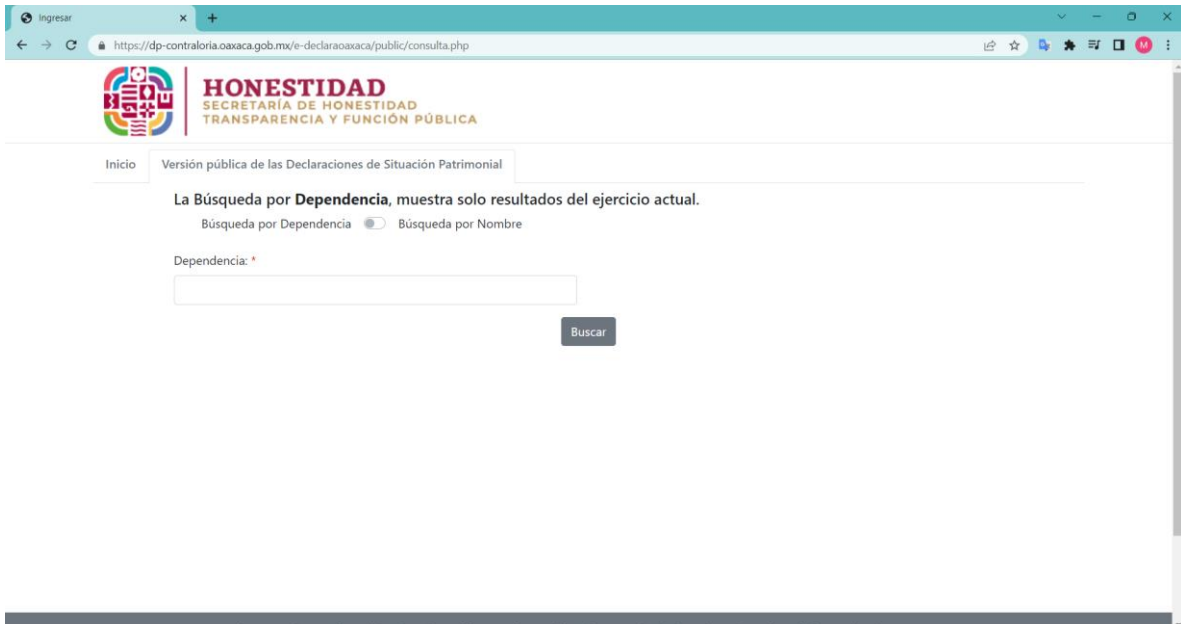 Ingresar
https://dp-contraloria.oaxaca.gob.mx/e-declaraoaxaca/public/consulta.php
M
HONESTIDAD
SECRETARÍA DE HONESTIDAD
TRANSPARENCIA Y FUNCIÓN PÚBLICA
Inicio Versión pública de las Declaraciones de Situación Patrimonial
La Búsqueda por Dependencia, muestra solo resultados del ejercicio actual.
Búsqueda por Dependencia Búsqueda por Nombre
Dependencia: *
Buscar